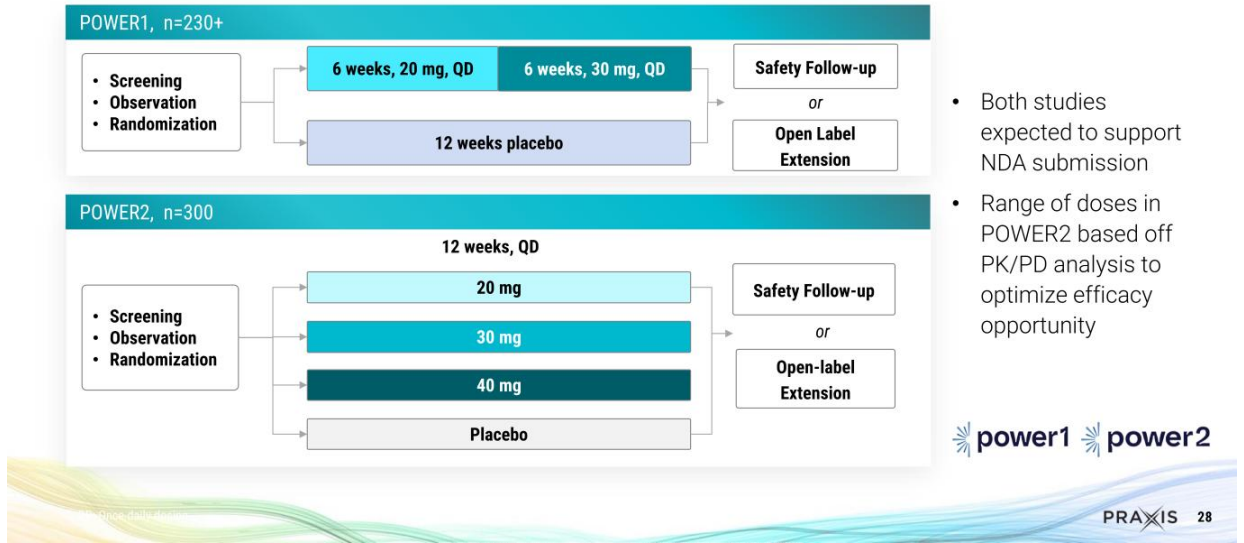 POWER1, n=230+
• Screening
• Observation
• Randomization
6 weeks, 20 mg, QD
6 weeks, 30 mg, QD
12 weeks placebo
Safety Follow-up
or
Open Label
Extension
POWER2, n=300
12 weeks, QD
• Screening
• Observation
• Randomization
20 mg
30 mg
40 mg
Placebo
Safety Follow-up
or
Open-label
Extension
• Both studies
expected to support
NDA submission
• Range of doses in
POWER2 based off
PK/PD analysis to
optimize efficacy
opportunity
power1 power2
Once daily
PRAXIS 28